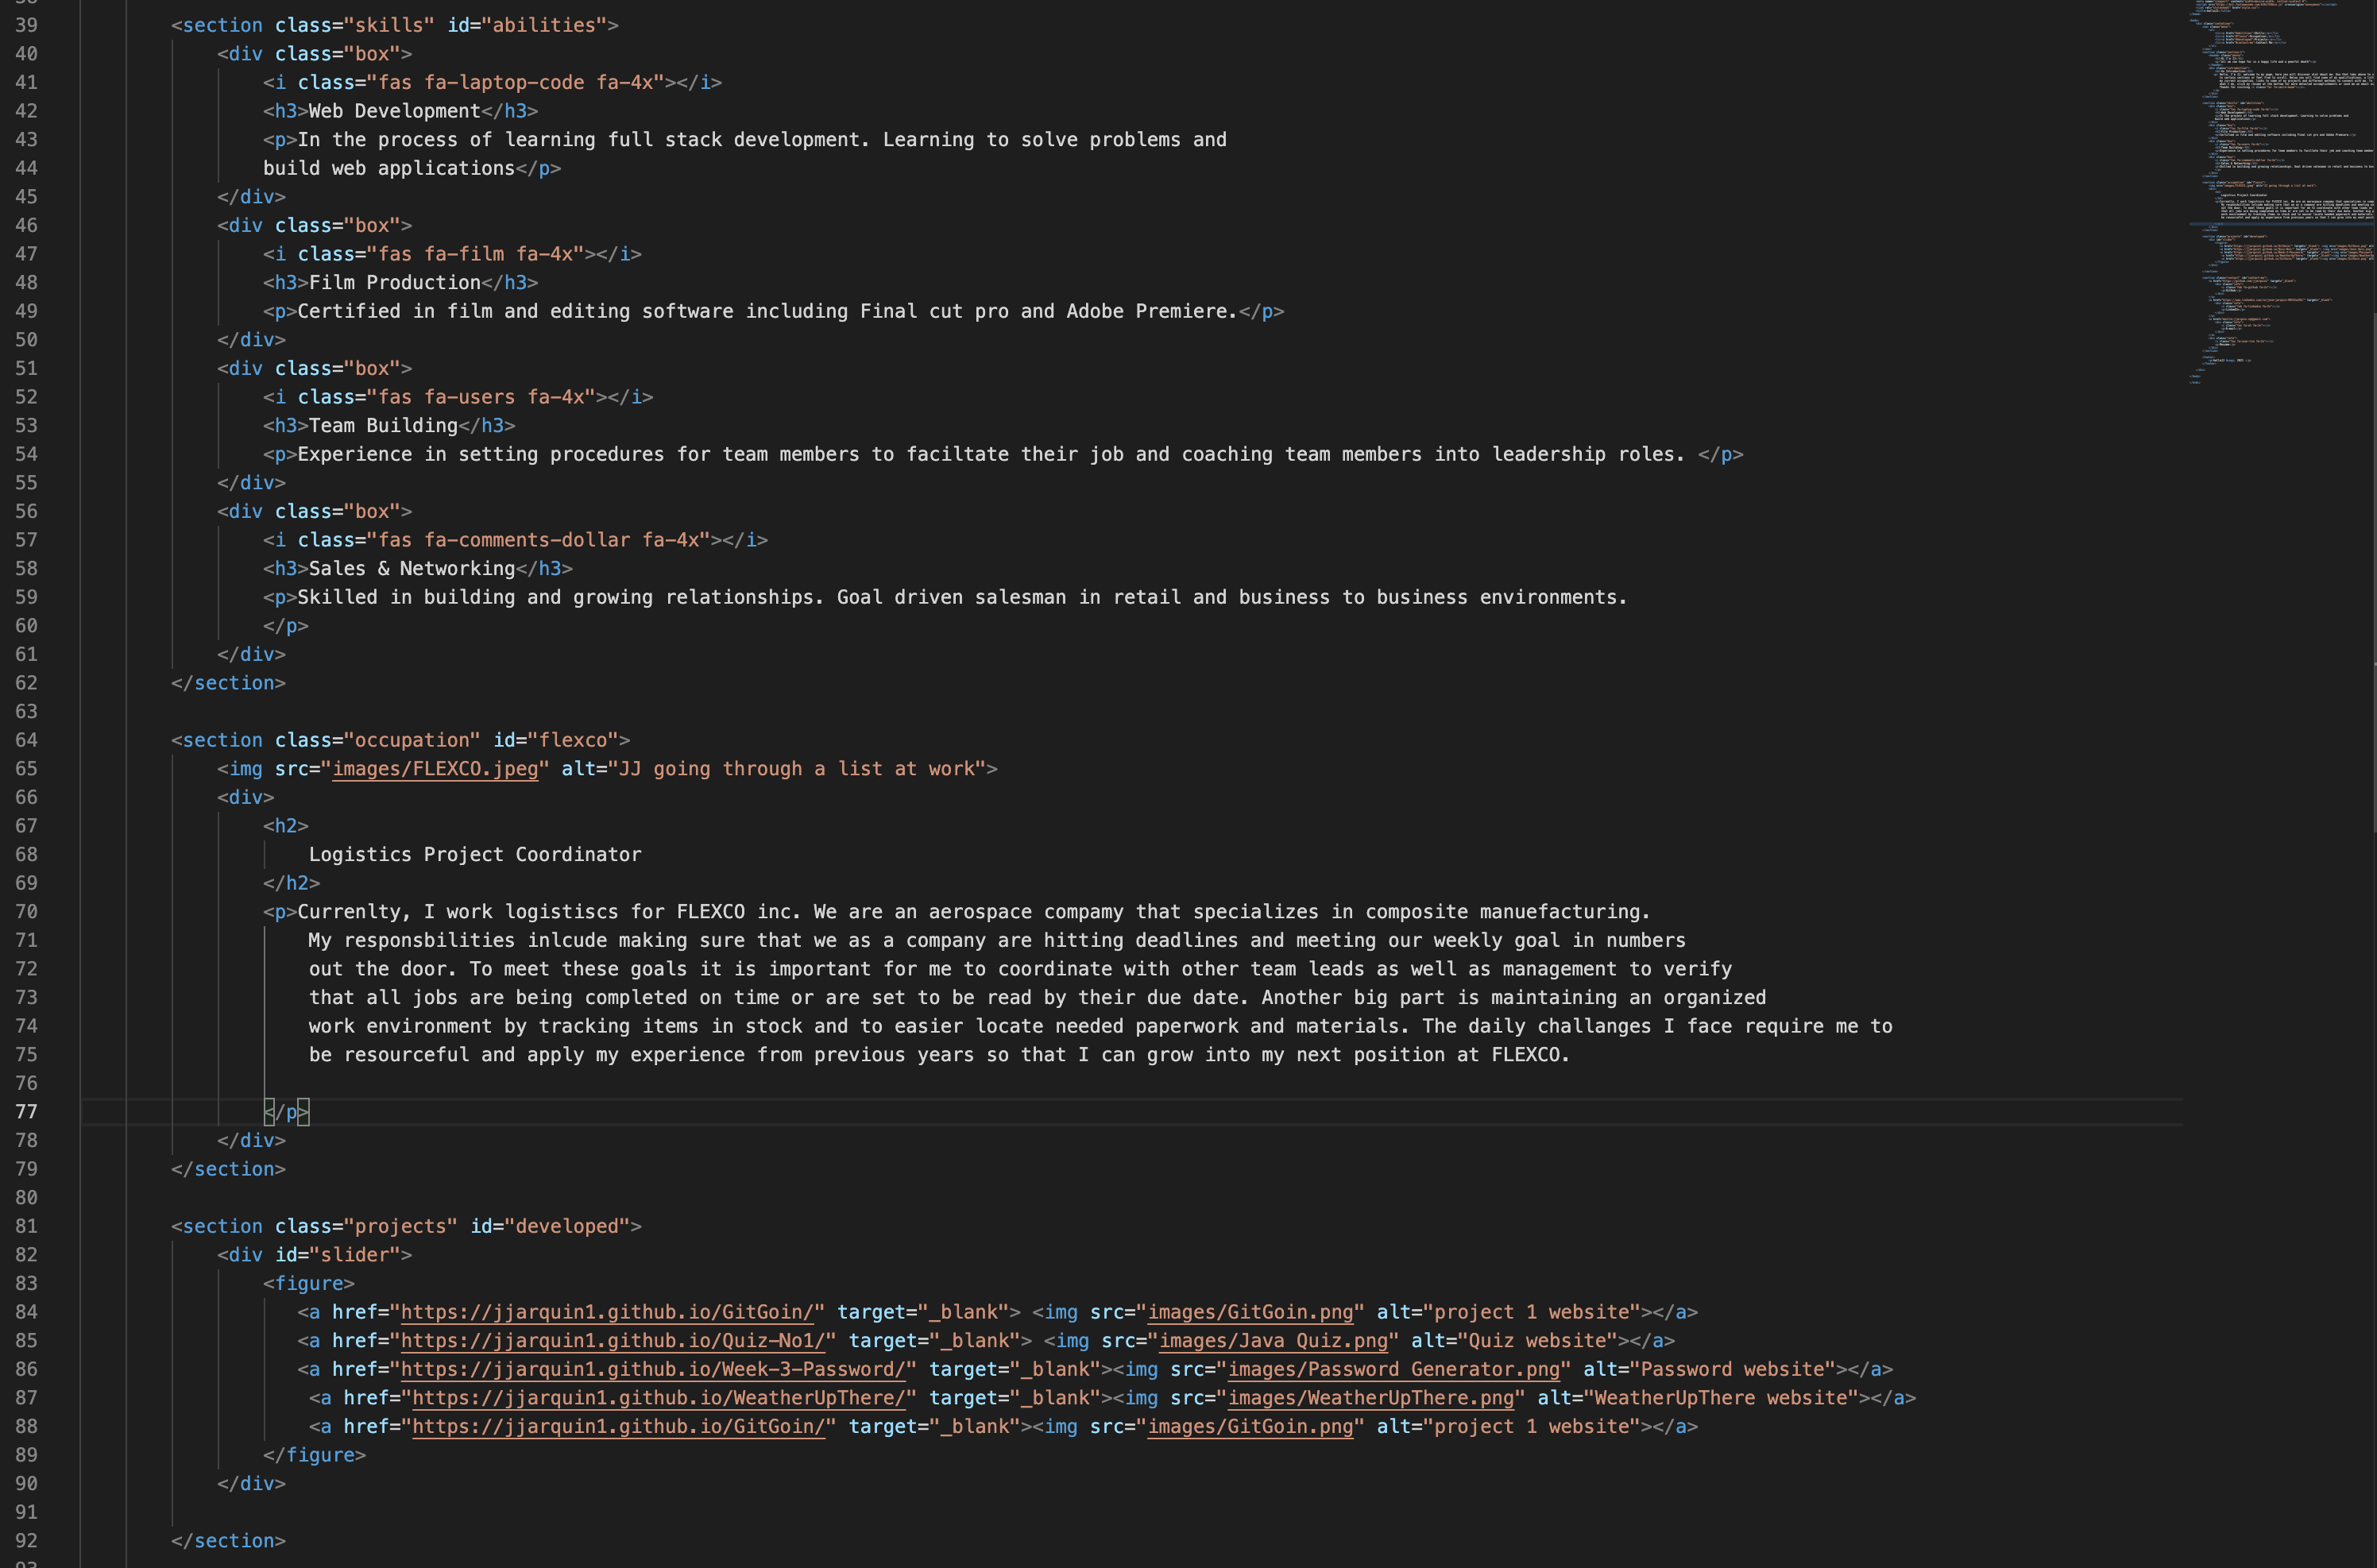 39 <section class="skills" id="abilities">
40 <div class="box">
41 <i class="fas fa-laptop-code fa-4x"></i>
42 <h3>Web Development</h3>
43 <p>In the process of learning full stack development. Learning to solve problems and
44 build web applications</p>
45 </div>
46 <div class="box">
47 <i class="fas fa-film fa-4x"></i>
48 <h3>Film Production</h3>
49 <p>Certified in film and editing software including Final cut pro and Adobe Premiere.</p>
50 </div>
51 <div class="box">
52 <i class="fas fa-users fa-4x"></i>
53 <h3>Team Building</h3>
54 <p>Experience in setting procedures for team members to faciltate their job and coaching team members into leadership roles. </p>
55 </div>
56 <div class="box">
57 <i class="fas fa-comments-dollar fa-4x"></i>
58 <h3>Sales & Networking</h3>
59 <p>Skilled in building and growing relationships. Goal driven salesman in retail and business to business environments.
60 </p>
61 </div>
62 </section>
63
64 <section class="occupation" id="flexco">
65 <img src="images/FLEXCO.jpeg" alt="JJ going through a list at work">
66 <div>
67 <h2>
68 Logistics Project Coordinator
69 </h2>
70 <p>Currenlty, I work logistiscs for FLEXCO inc. We are an aerospace compamy that specializes in composite manuefacturing.
71 My responsbilities inlcude making sure that we as a company are hitting deadlines and meeting our weekly goal in numbers
72 out the door. To meet these goals it is important for me to coordinate with other team leads as well as management to verify
73 that all jobs are being completed on time or are set to be read by their due date. Another big part is maintaining an organized
74 work environment by tracking items in stock and to easier locate needed paperwork and materials. The daily challanges I face require me to
75 be resourceful and apply my experience from previous years so that I can grow into my next position at FLEXCO.
76
77 </p>
78 </div>
79 </section>
80
81 <section class="projects" id="developed">
82 <div id="slider">
83 <figure>
84 <a href="https://jjarquin1.github.io/GitGoin/" target="_blank"> <img src="images/GitGoin.png" alt="project 1 website"></a>
85 <a href="https://jjarquin1.github.io/Quiz-No1/" target="_blank"> <img src="images/Java Quiz.png" alt="Quiz website"></a>
86 <a href="https://jjarquin1.github.io/Week-3-Password/" target="_blank"><img src="images/Password Generator.png" alt="Password website"></a>
87 <a href="https://jjarquin1.github.io/WeatherUpThere/" target="_blank"><img src="images/WeatherUpThere.png" alt="WeatherUpThere website"></a>
88 <a href="https://jjarquin1.github.io/GitGoin/" target="_blank"><img src="images/GitGoin.png" alt="project 1 website"></a>
89 </figure>
90 </div>
91
92 </section>